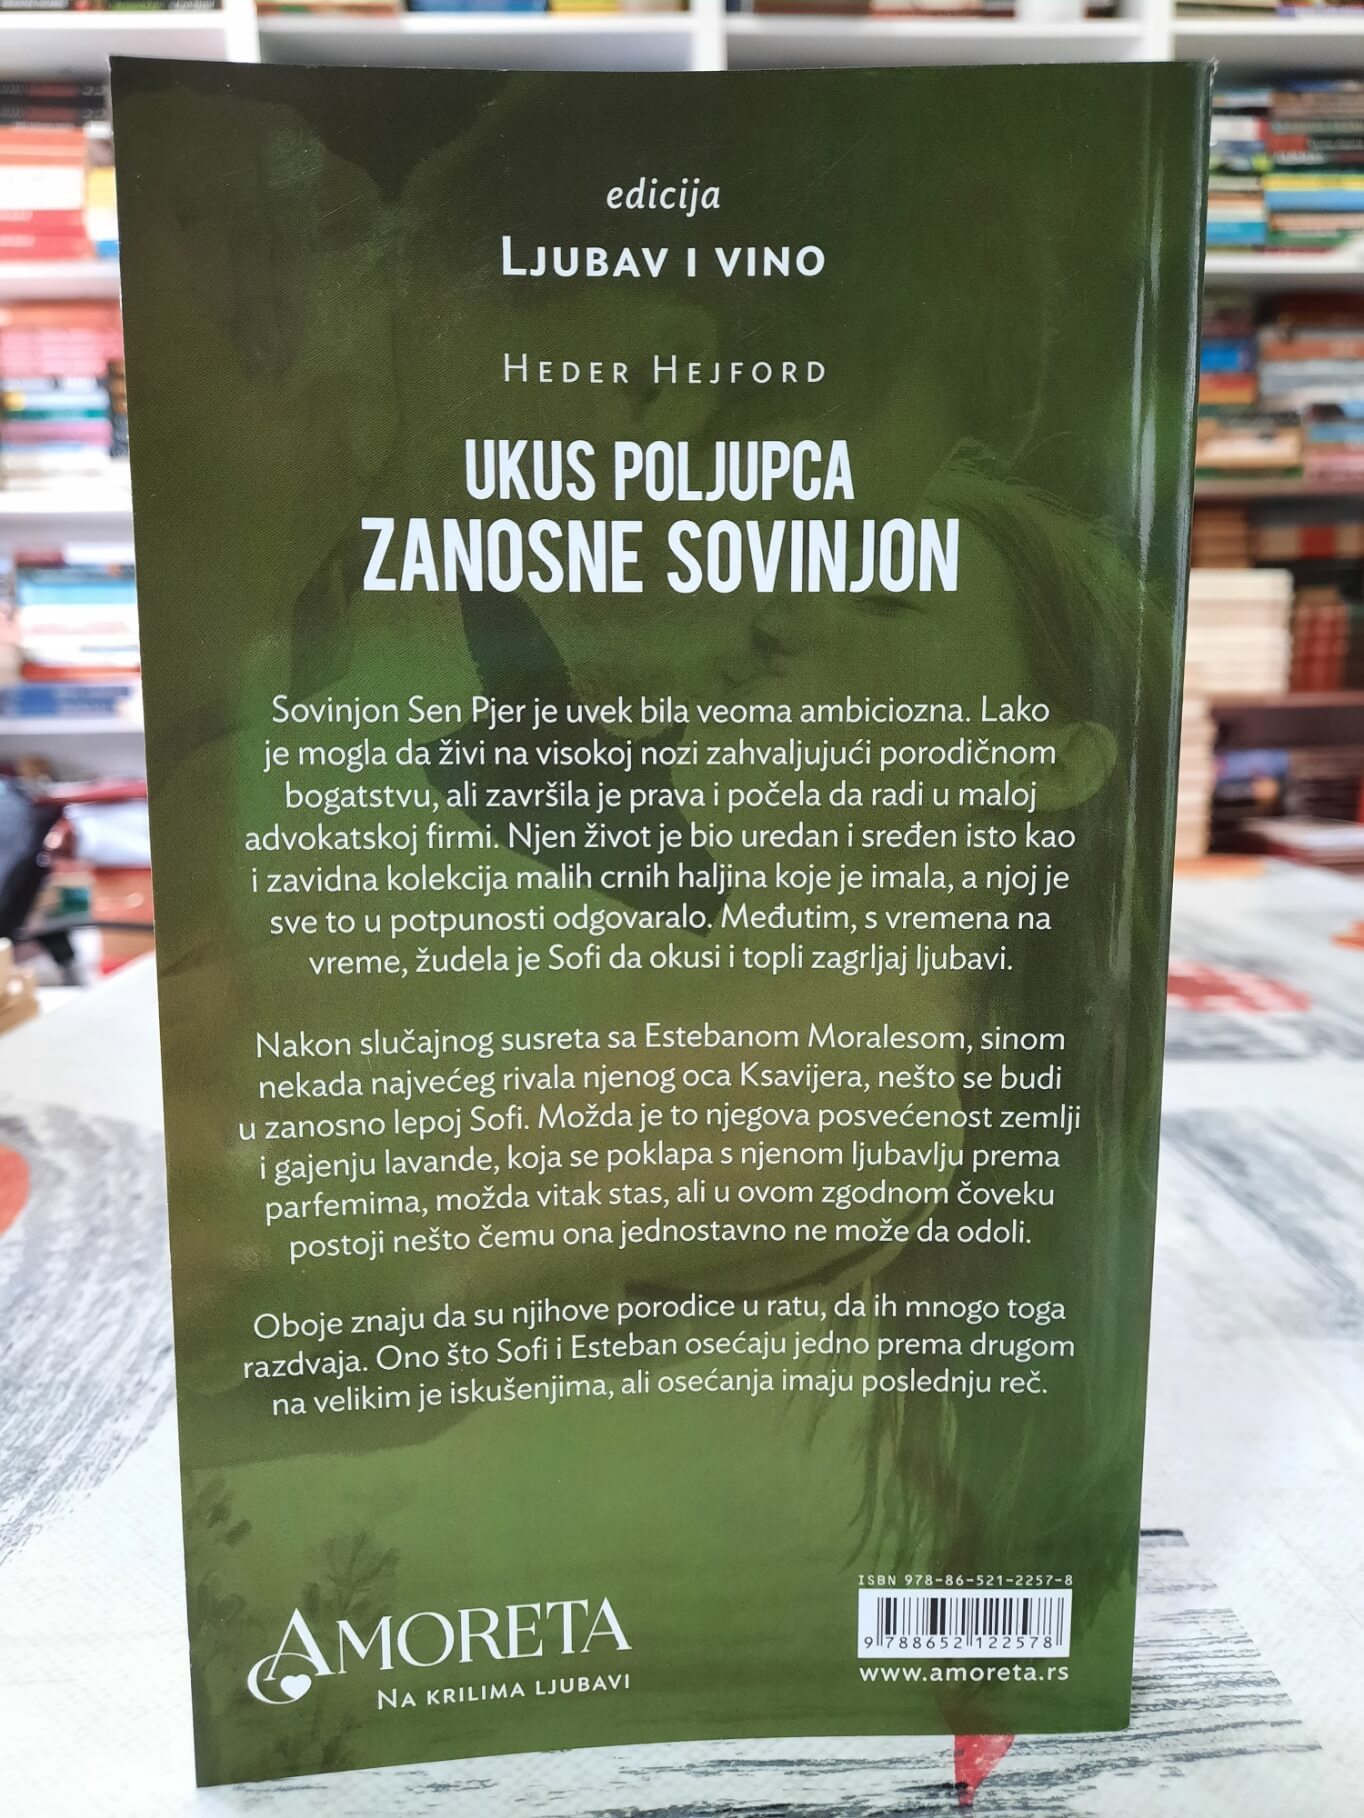 edicija
LJUBAV I VINO
HEDER HEJFORD
UKUS POLJUPCA
ZANOSNE SOVINJON
Sovinjon Sen Pjer je uvek bila veoma ambiciozna. Lako
je mogla da živi na visokoj nozi zahvaljujući porodičnom
bogatstvu, ali završila je prava i počela da radi u maloj
advokatskoj firmi. Njen život je bio uredan i sređen isto kao
i zavidna kolekcija malih crnih haljina koje je imala, a njoj je
sve to u potpunosti odgovaralo. Međutim, s vremena na
vreme, žudela je Sofi da okusi i topli zagrljaj ljubavi.
Nakon slučajnog susreta sa Estebanom Moralesom, sinom
nekada najvećeg rivala njenog oca Ksavijera, nešto se budi
u zanosno lepoj Sofi. Možda je to njegova posvećenost zemlji
i gajenju lavande, koja se poklapa s njenom ljubavlju prema
parfemima, možda vitak stas, ali u ovom zgodnom čoveku
postoji nešto čemu ona jednostavno ne može da odoli.
Oboje znaju da su njihove porodice u ratu, da ih mnogo toga
razdvaja. Ono što Sofi i Esteban osećaju jedno prema drugom
na velikim je iskušenjima, ali osećanja imaju poslednju reč.
AMORETA
NA KRILIMA LJUBAVI
ISBN 978-86-521-2257-8
9 788652 122578
www.amoreta.rs